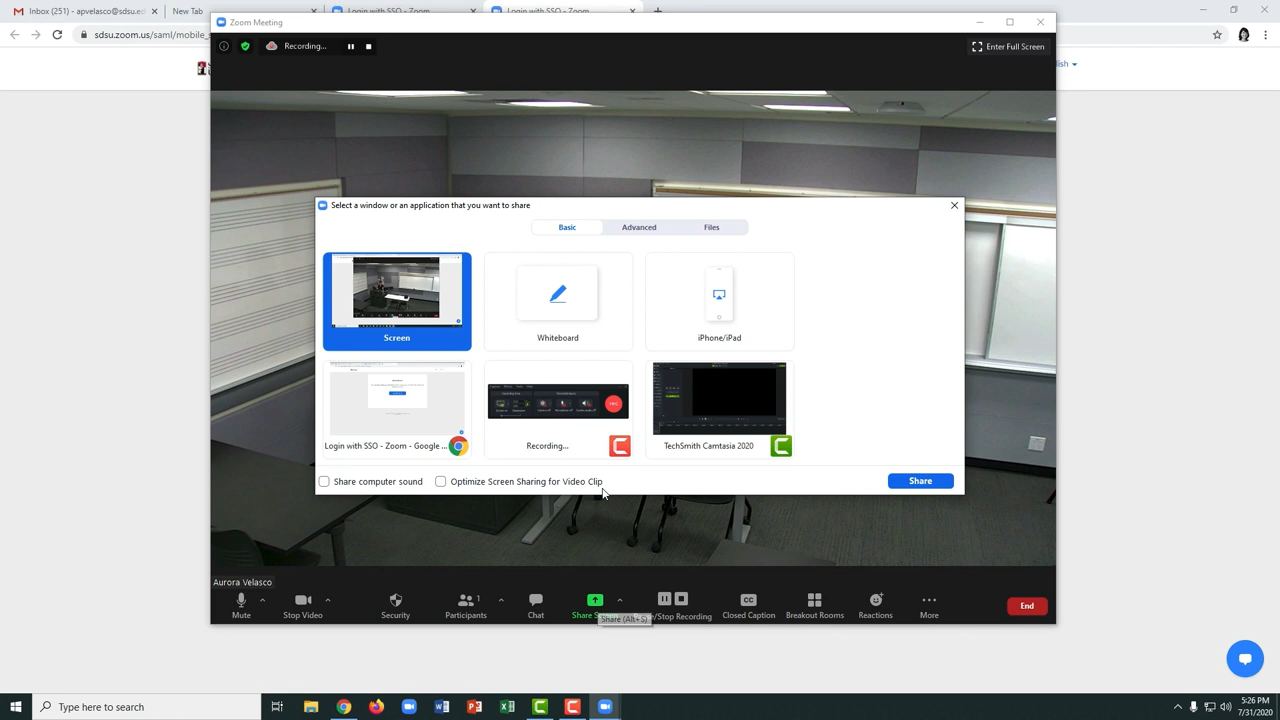 Inbox (251) - apvelasco@sdsu.ed
New Tab
Login with SSO - Zoom
Login with SSO - Zoom
Zoom Meeting
sdsu.zoom.us/saml/mobile_
Recording...
Enter Full Screen
lish
Select a window or an application that you want to share
Basic
Advanced
Files
Screen
Whiteboard
iPhone/iPad
Login with SSO - Zoom - Google ...
Recording...
TechSmith Camtasia 2020
Share computer sound
Optimize Screen Sharing for Video Clip
Share
Aurora Velasco
1
CC
Mute
Stop Video
Security
Participants
Chat
Share S
/Stop Recording
Closed Caption
Breakout Rooms
Reactions
More
End
Share (Alt+S)
Type here to search
5:26 PM
7/31/2020